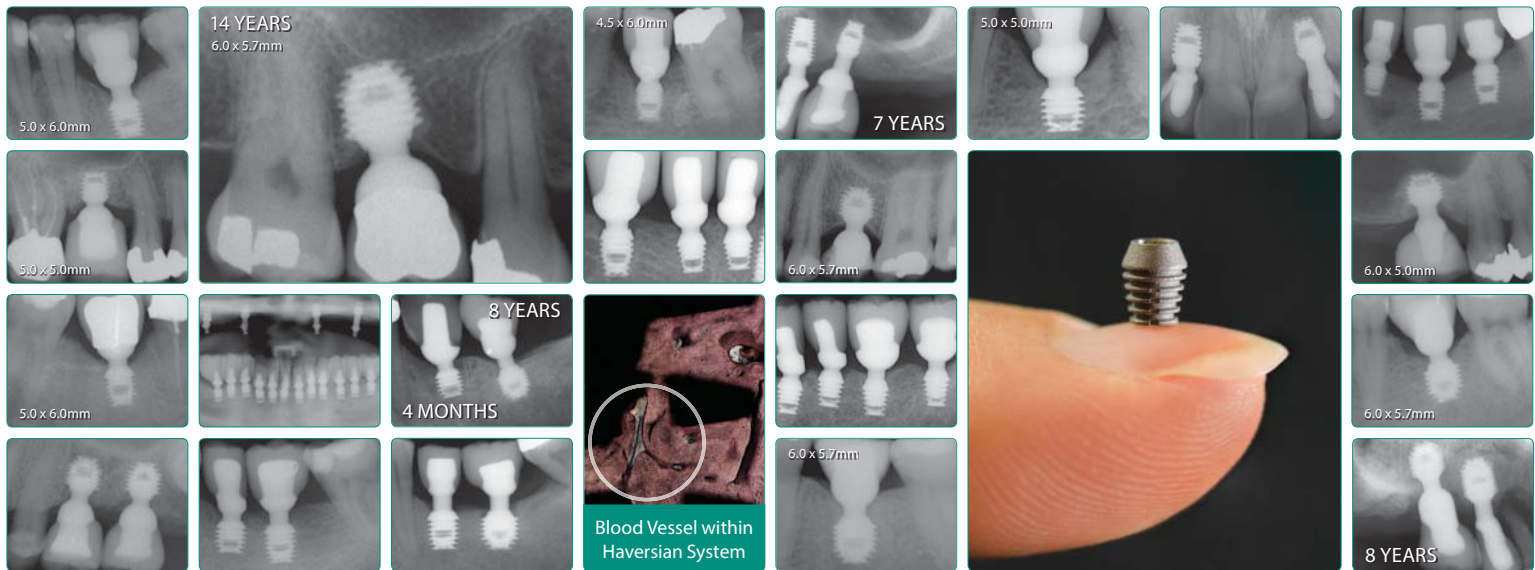 14 YEARS
6.0 x 5.7mm
4.5 x 6.0mm
5.0 x 5.0mm
5.0 x 6.0mm
7 YEARS
5.0 x 5.0mm
6.0 x 5.7mm
6.0 x 5.0mm
8 YEARS
5.0 x 6.0mm
4 MONTHS
6.0 x 5.7mm
6.0 x 5.7mm
Blood Vessel within
Haversian System
8 YEARS